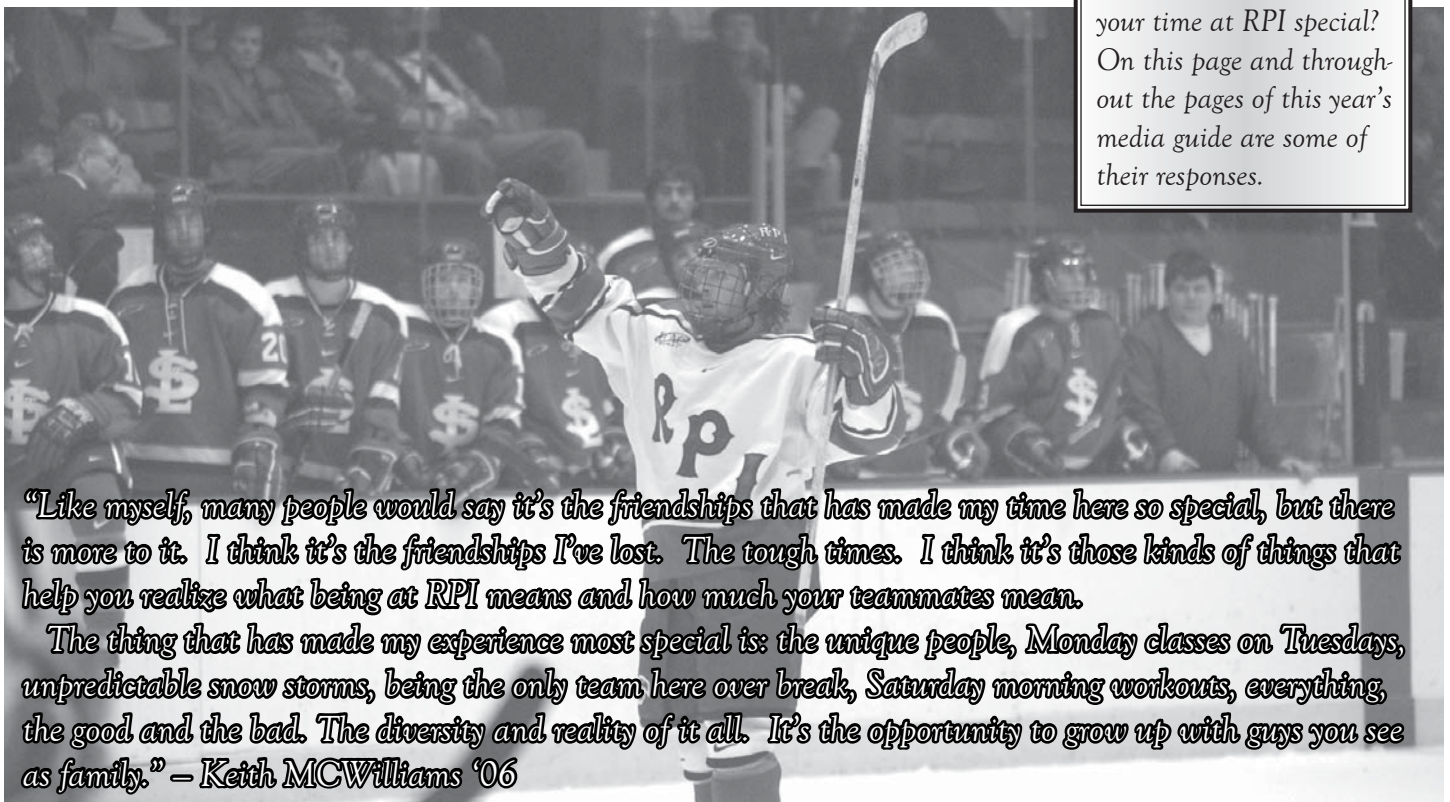 your time at RPI special?
On this page and through-
out the pages of this year's
media guide are some of
their responses.
RPI
20
RPI
“Like myself, many people would say it’s the friendships that has made my time here so special, but there
is more to it.  I think it’s the friendships I’ve lost.  The tough times.  I think it’s those kinds of things that
help you realize what being at RPI means and how much your teammates mean.
The thing that has made my experience most special is: the unique people, Monday classes on Tuesdays,
unpredictable snow storms, being the only team here over break, Saturday morning workouts, everything,
the good and the bad. The diversity and reality of it all.  It’s the opportunity to grow up with guys you see
as family.” – Keith MCWilliams ‘06